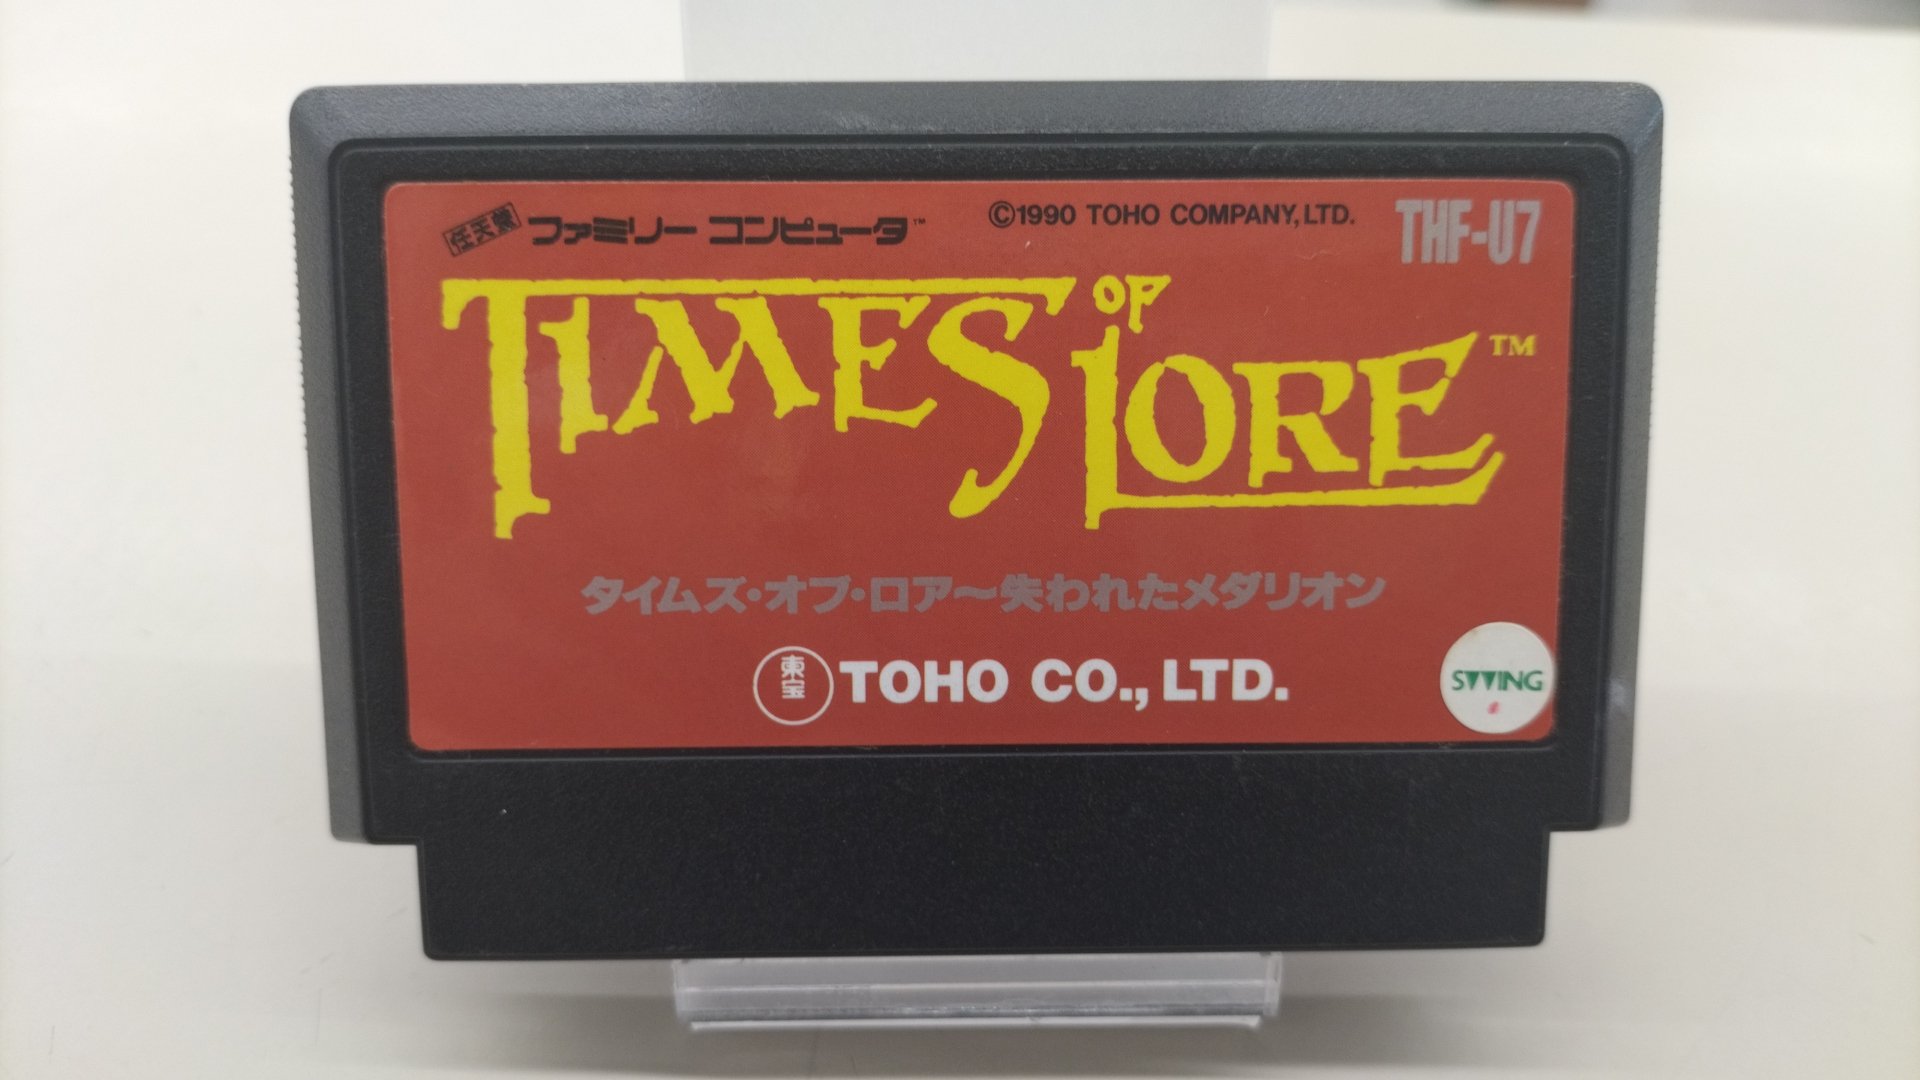 任天堂 ファミリー コンピュータ™ ©1990 TOHO COMPANY, LTD. THF-U7
TIMES OF LORE™
タイムズ・オブ・ロア〜失われたメダリオン
東宝 TOHO CO., LTD.
SWING